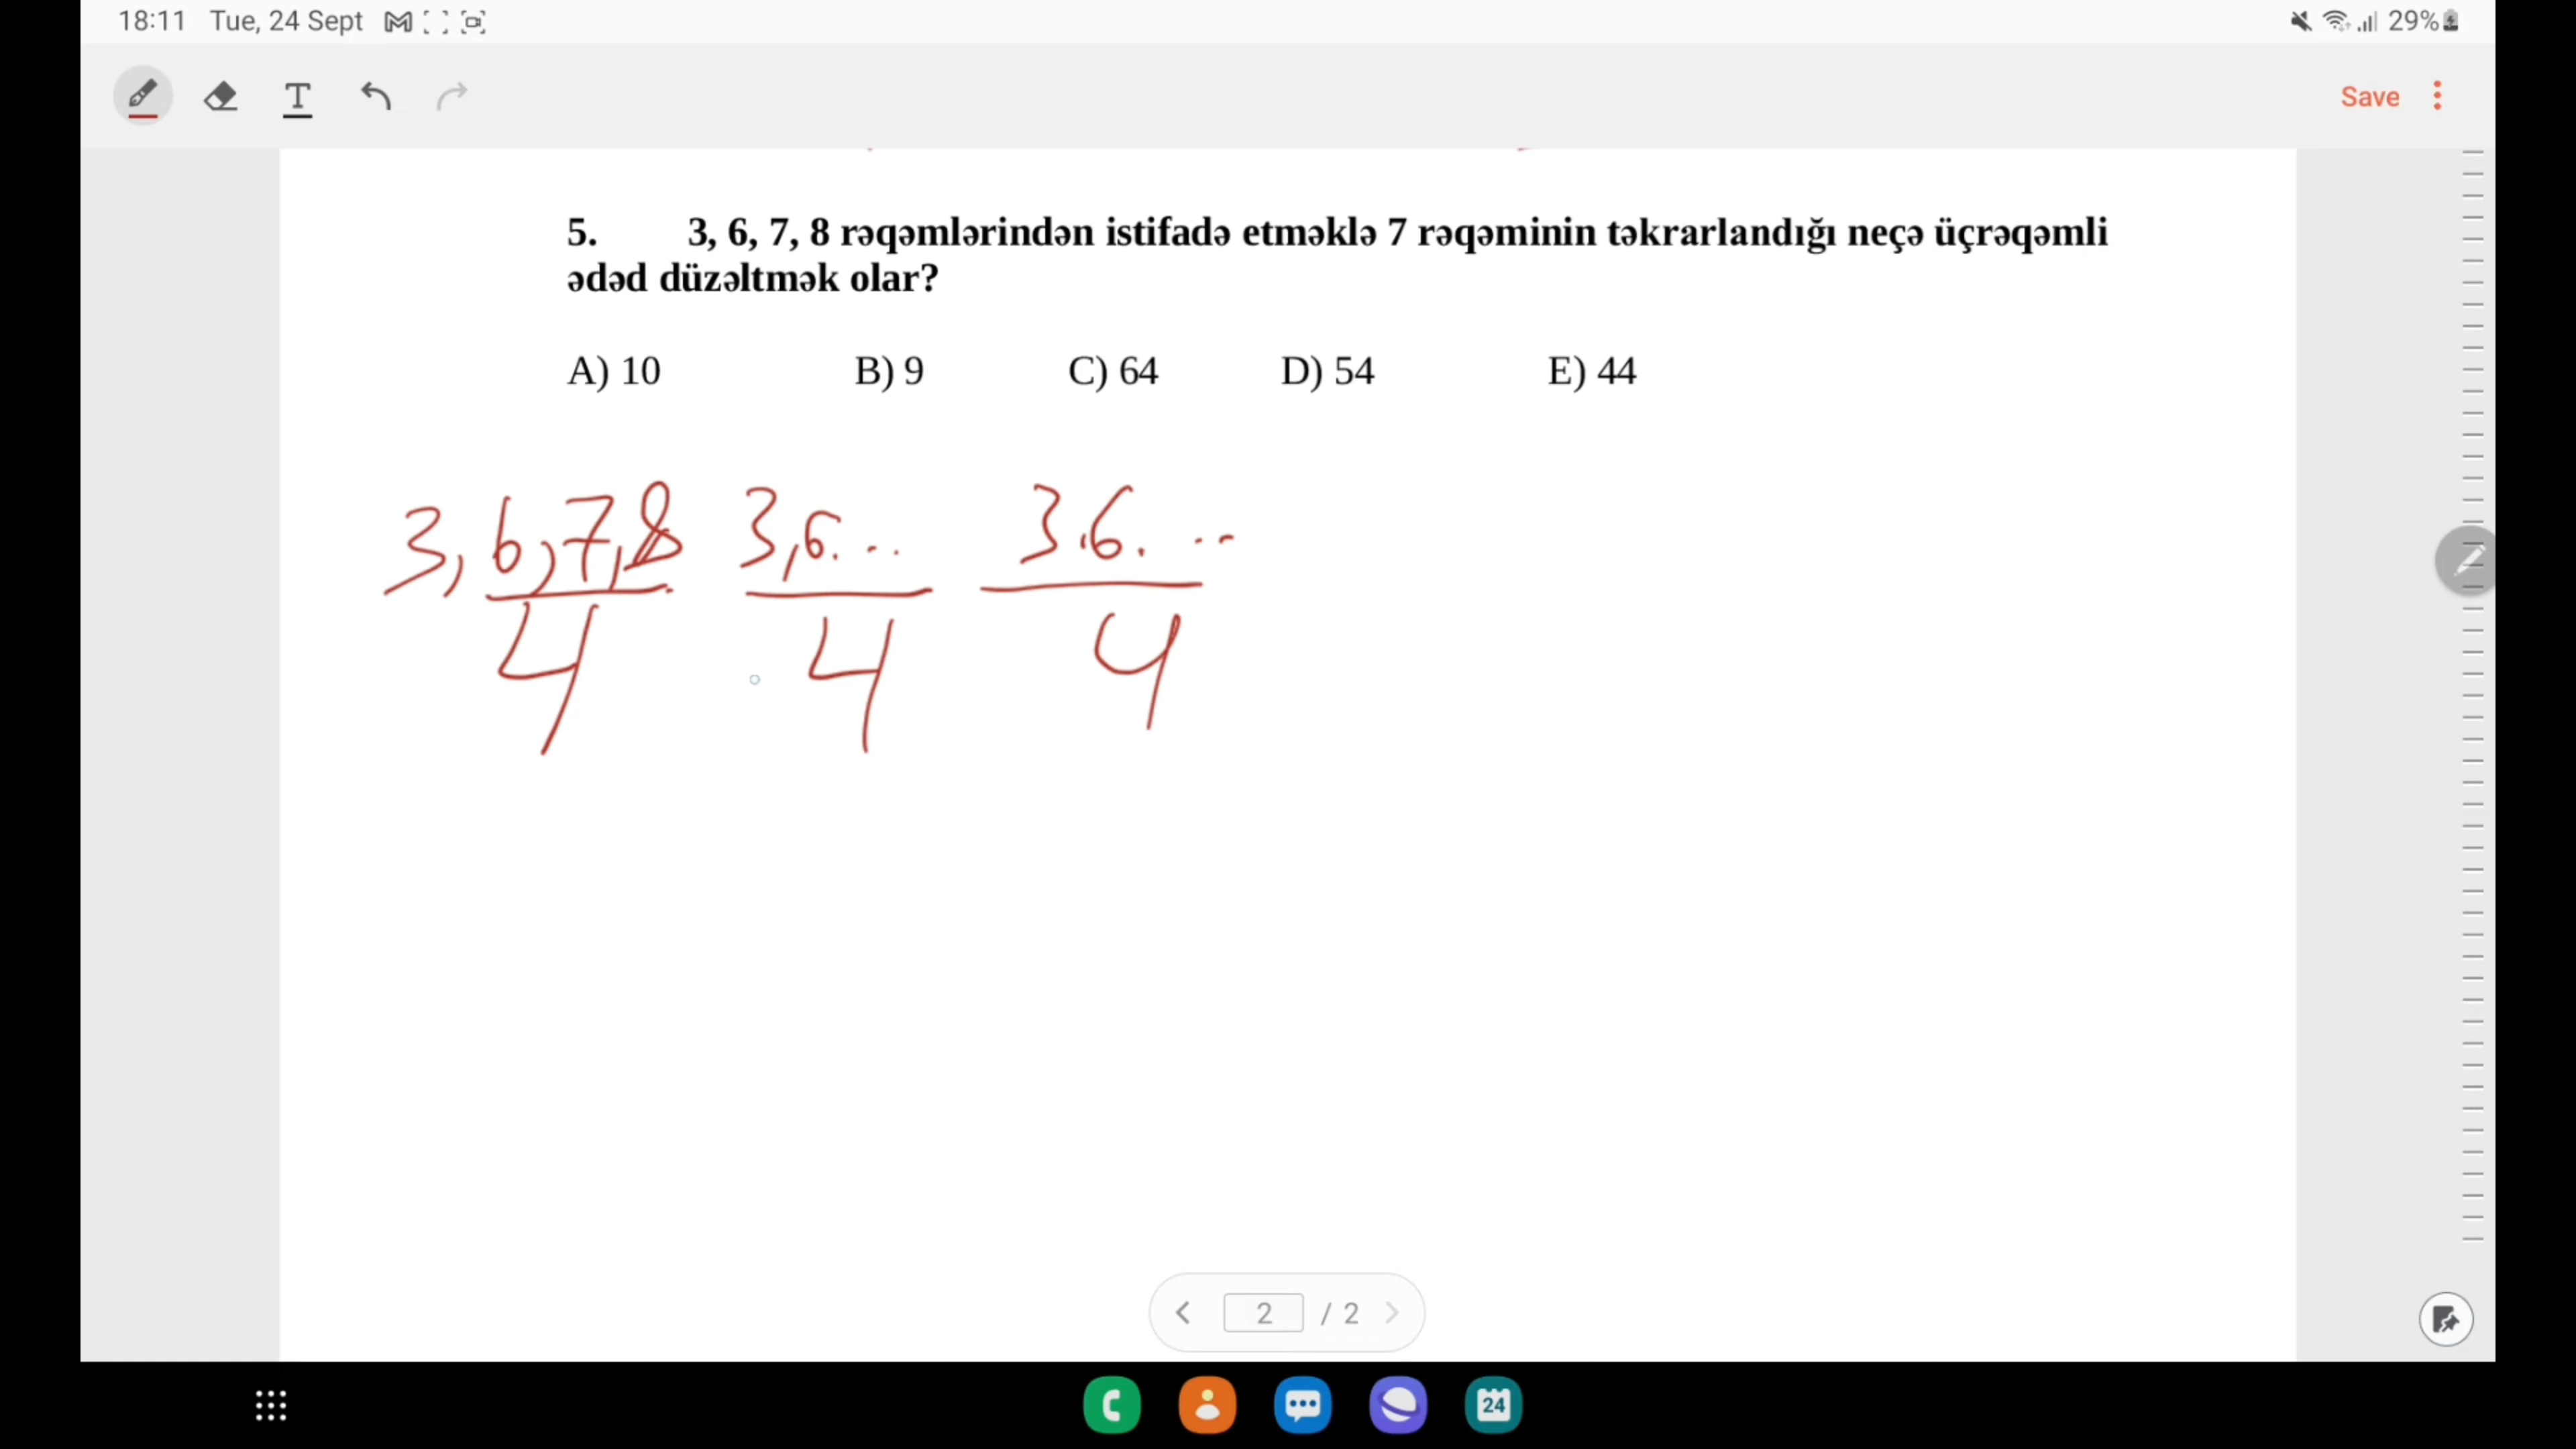 18:11 Tue, 24 Sept
29%
T
Save
5. 3, 6, 7, 8 rəqəmlərindən istifadə etməklə 7 rəqəminin təkrarlandığı neçə üçrəqəmli
ədəd düzəltmək olar?
A) 10 B) 9 C) 64 D) 54 E) 44
3, 6, 7, 8 3, 6. ... 3,6. ...
4 4 4
2 / 2
24